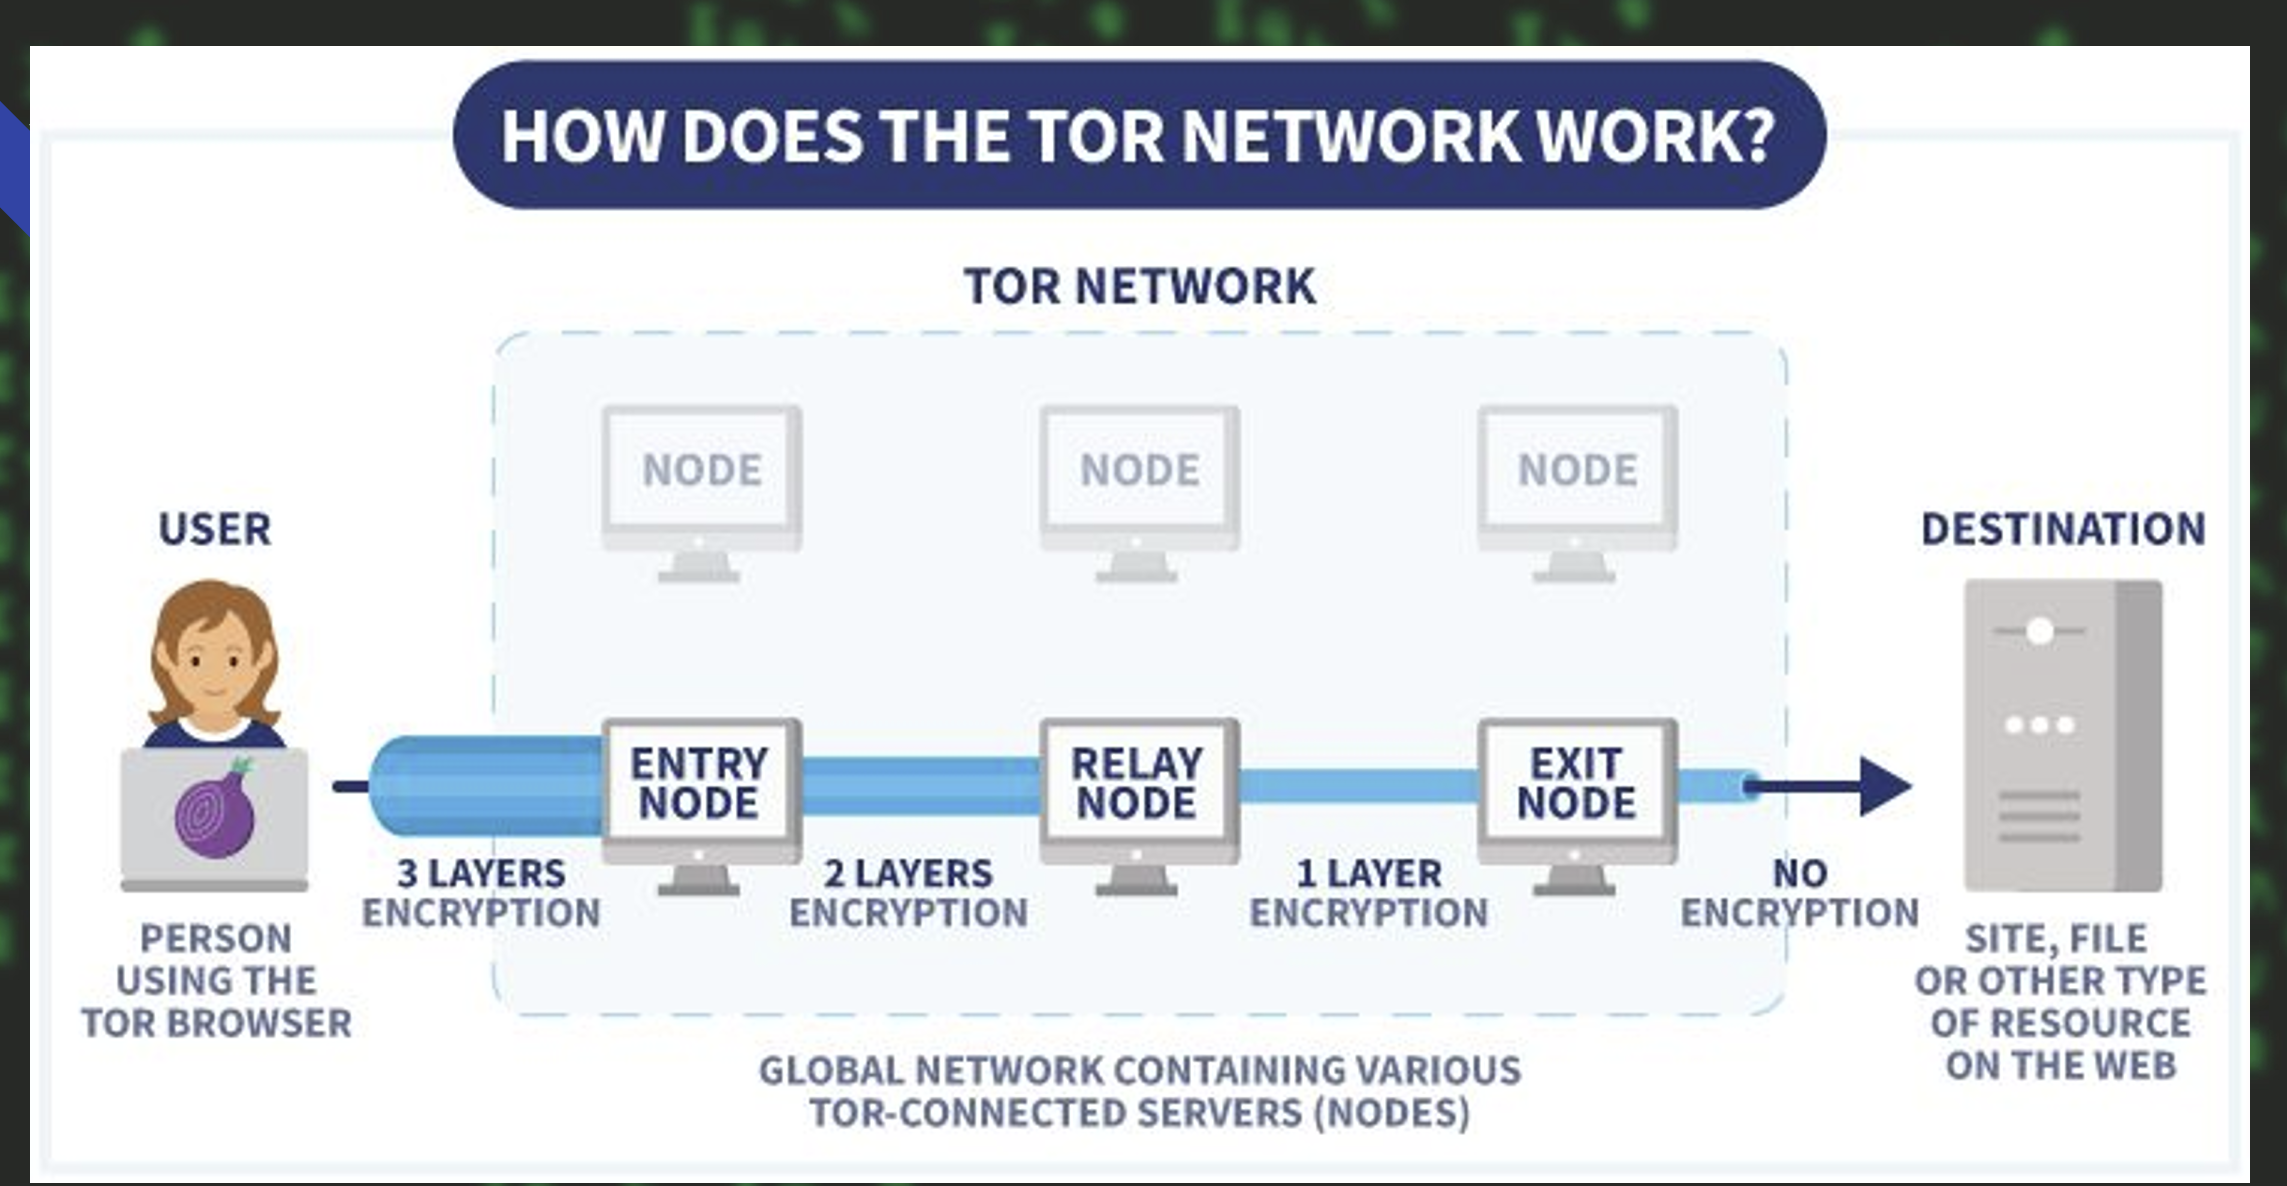 HOW DOES THE TOR NETWORK WORK?
TOR NETWORK
NODE
NODE
NODE
USER
DESTINATION
ENTRY
NODE
RELAY
NODE
EXIT
NODE
3 LAYERS
ENCRYPTION
2 LAYERS
ENCRYPTION
1 LAYER
ENCRYPTION
NO
ENCRYPTION
PERSON
USING THE
TOR BROWSER
SITE, FILE
OR OTHER TYPE
OF RESOURCE
ON THE WEB
GLOBAL NETWORK CONTAINING VARIOUS
TOR-CONNECTED SERVERS (NODES)